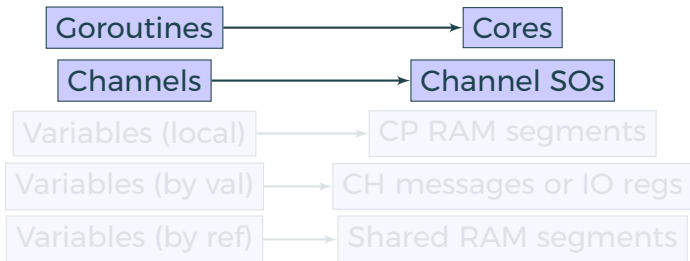 Goroutines Cores
Channels Channel SOs
Variables (local) CP RAM segments
Variables (by val) CH messages or IO regs
Variables (by ref) Shared RAM segments